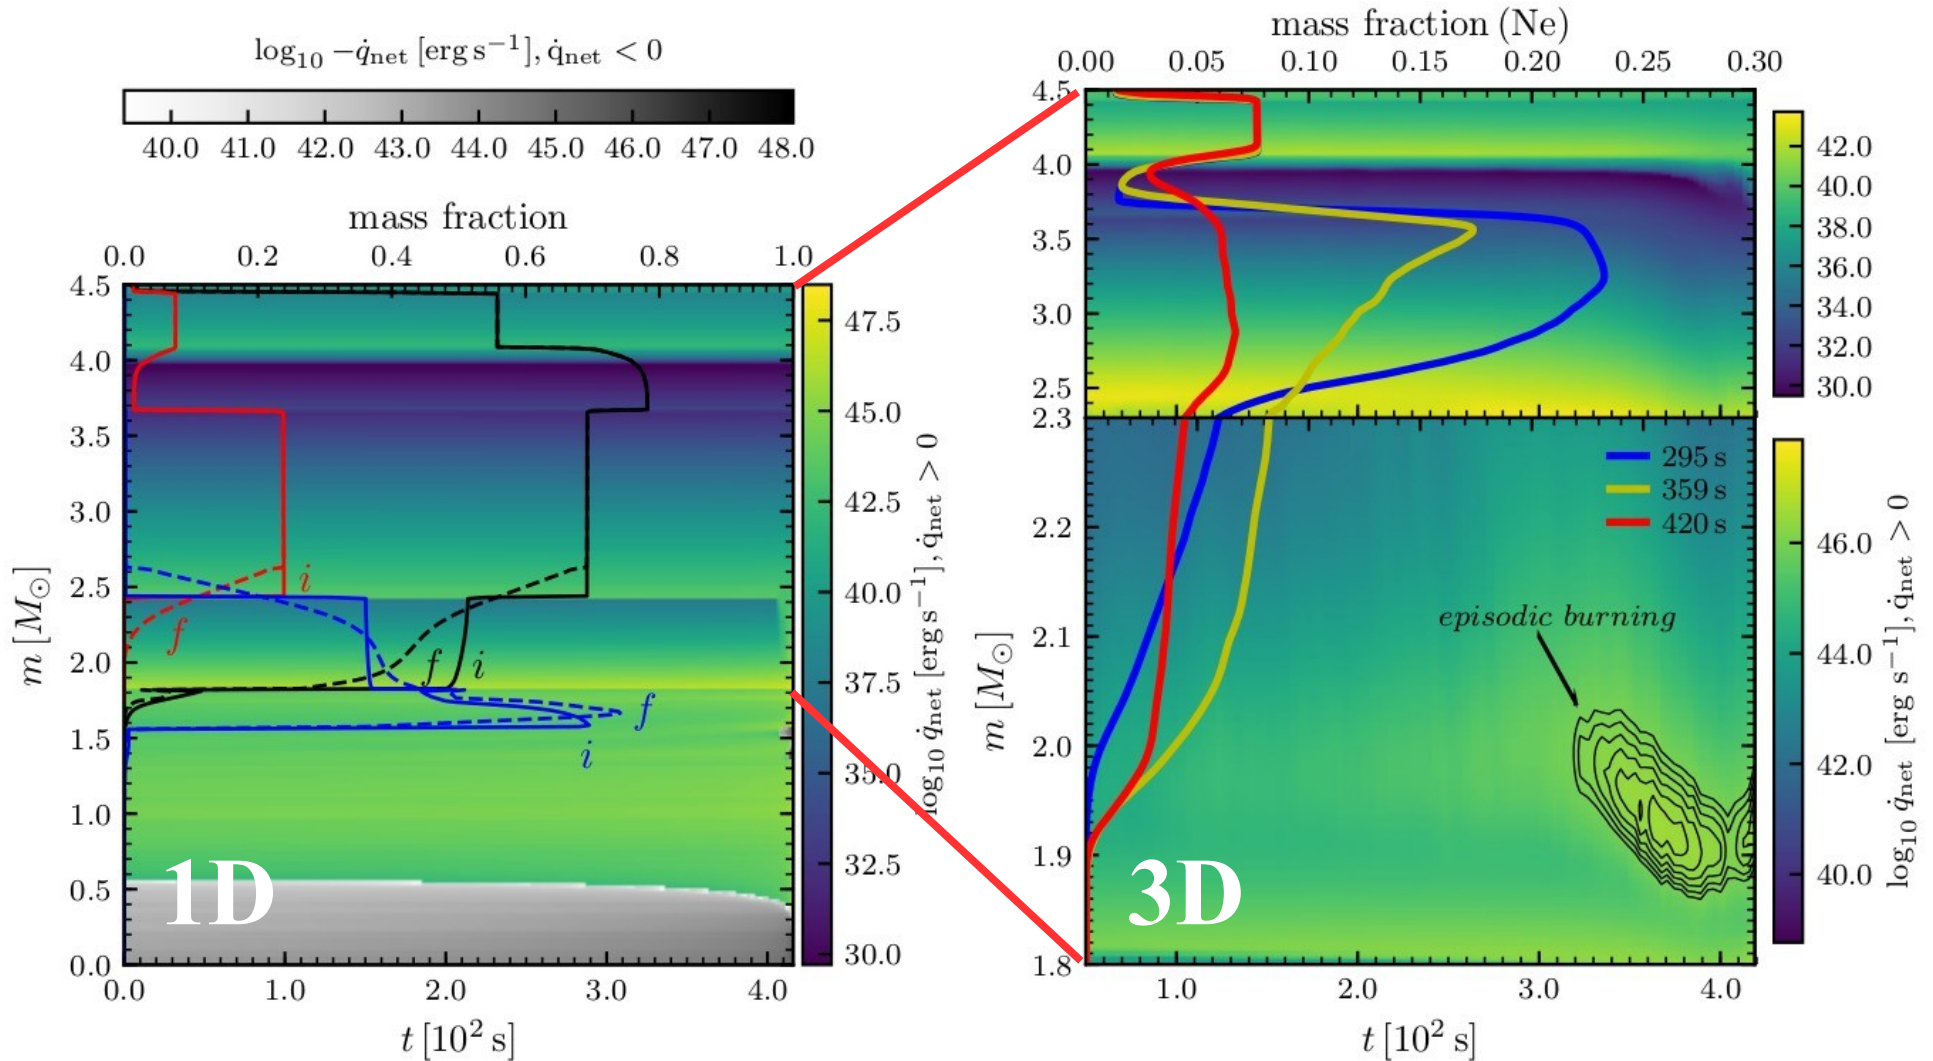 log₁₀ −q̇net [erg s⁻¹], q̇net < 0
40.0 41.0 42.0 43.0 44.0 45.0 46.0 47.0 48.0
mass fraction
0.0 0.2 0.4 0.6 0.8 1.0
4.5
4.0
3.5
3.0
2.5
2.0
1.5
1.0
0.5
0.0
m [M⊙]
i
f
f
i
f
i
1D
0.0 1.0 2.0 3.0 4.0
t [10² s]
47.5
45.0
42.5
40.0
37.5
35.0
32.5
30.0
log₁₀ q̇net [erg s⁻¹], q̇net > 0
mass fraction (Ne)
0.00 0.05 0.10 0.15 0.20 0.25 0.30
4.5
4.0
3.5
3.0
2.5
2.3
2.2
2.1
2.0
1.9
1.8
m [M⊙]
295 s
359 s
420 s
episodic burning
3D
1.0 2.0 3.0 4.0
t [10² s]
42.0
40.0
38.0
36.0
34.0
32.0
30.0
46.0
44.0
42.0
40.0
log₁₀ q̇net [erg s⁻¹], q̇net > 0